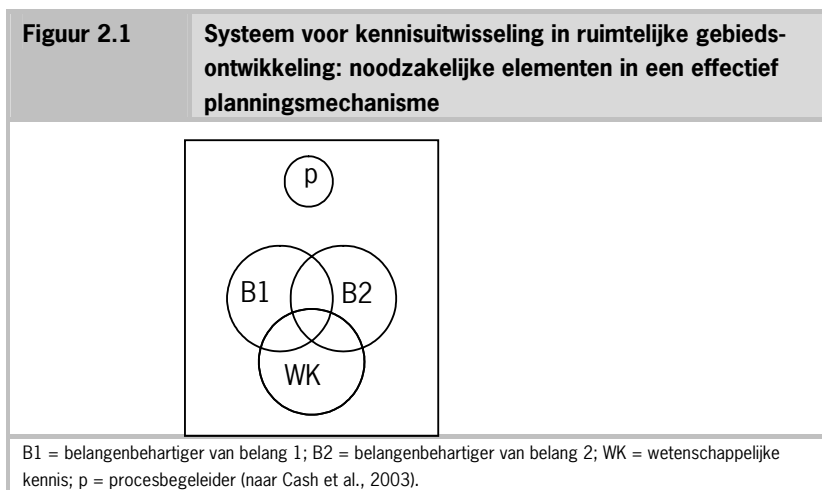 Figuur 2.1
Systeem voor kennisuitwisseling in ruimtelijke gebieds-
ontwikkeling: noodzakelijke elementen in een effectief
planningsmechanisme
p
B1
B2
WK
B1 = belangenbehartiger van belang 1; B2 = belangenbehartiger van belang 2; WK = wetenschappelijke
kennis; p = procesbegeleider (naar Cash et al., 2003).